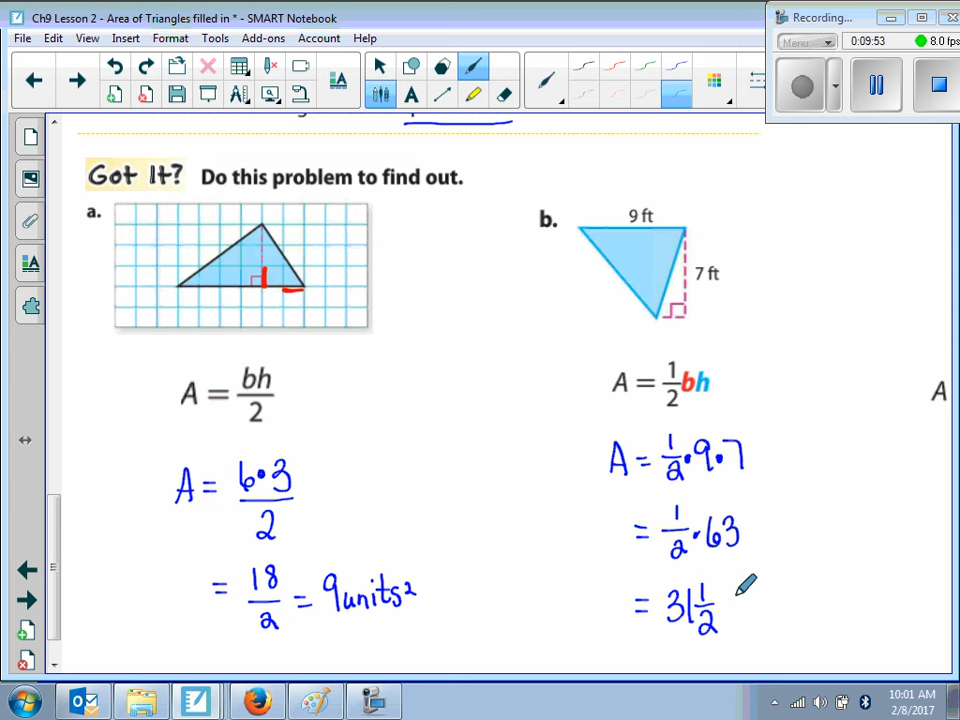 Ch9 Lesson 2 - Area of Triangles filled in * - SMART Notebook
Recording...
File Edit View Insert Format Tools Add-ons Account Help
Menu
0:09:53
8.0 fps
Got It? Do this problem to find out.
a.
b.
9 ft
7 ft
A = bh/2
A = 1/2 bh
A
A = 6·3/2
A = 1/2·9·7
= 1/2·63
= 18/2 = 9units²
= 31 1/2
10:01 AM
2/8/2017